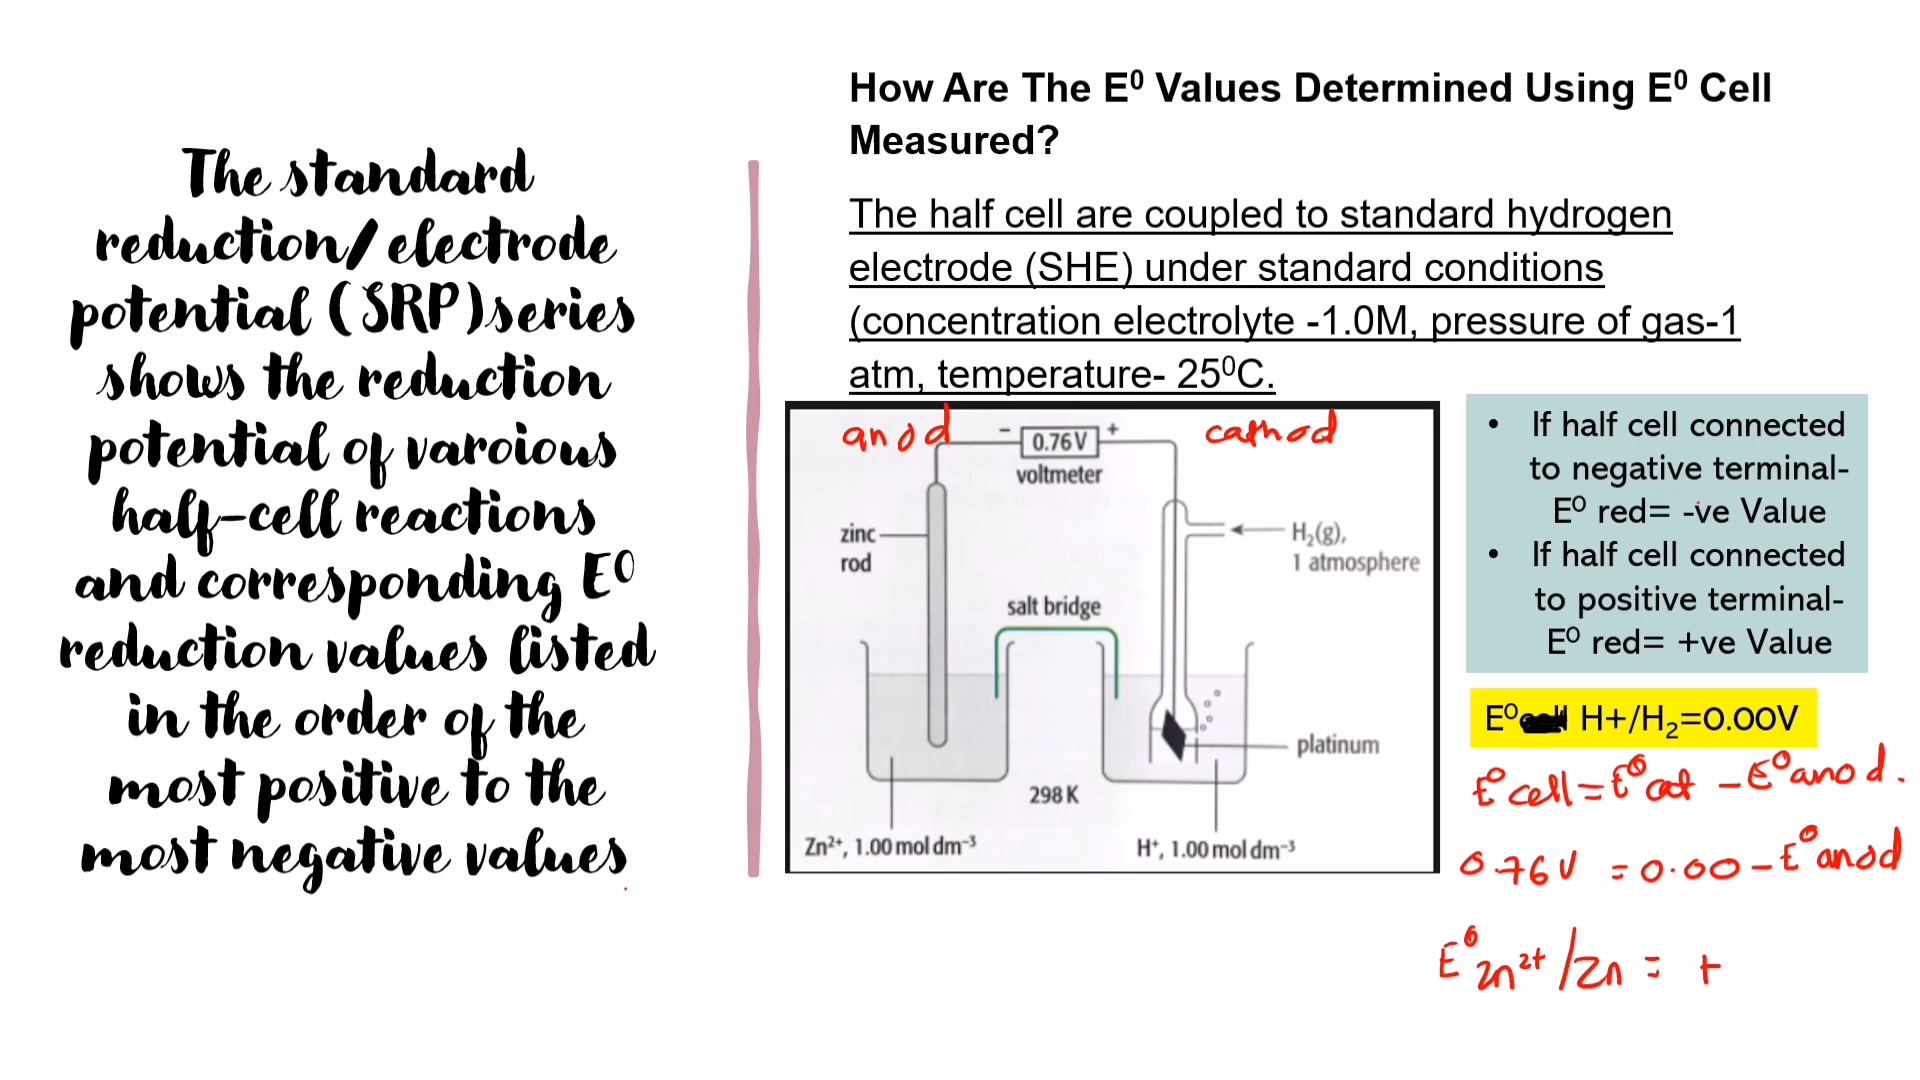 The standard
reduction/electrode
potential (SRP)series
shows the reduction
potential of varoious
half-cell reactions
and corresponding E⁰
reduction values listed
in the order of the
most positive to the
most negative values
How Are The E⁰ Values Determined Using E⁰ Cell
Measured?
The half cell are coupled to standard hydrogen
electrode (SHE) under standard conditions
(concentration electrolyte -1.0M, pressure of gas-1
atm, temperature- 25⁰C.
anod
cathod
− 0.76 V +
voltmeter
zinc
rod
H₂(g),
1 atmosphere
salt bridge
platinum
298 K
Zn²⁺, 1.00 mol dm⁻³
H⁺, 1.00 mol dm⁻³
• If half cell connected
to negative terminal-
E⁰ red= -ve Value
• If half cell connected
to positive terminal-
E⁰ red= +ve Value
E⁰ H+/H₂=0.00V
E⁰cell = E⁰cat − E⁰anod.
0.76 V = 0.00 − E⁰anod
E⁰ Zn²⁺/Zn = +